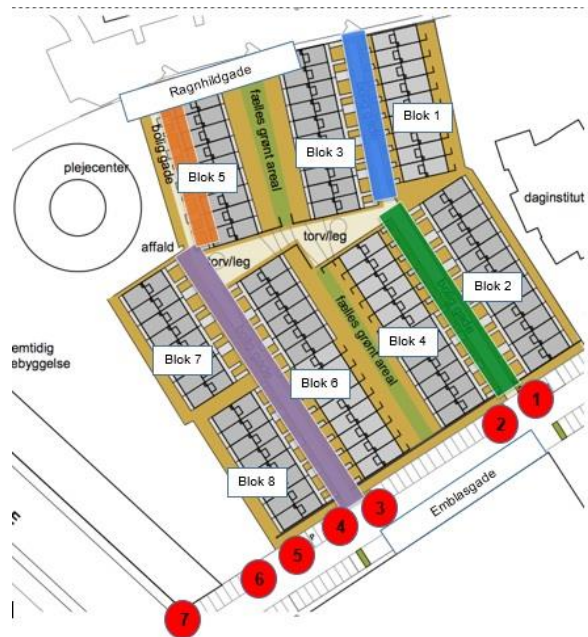 Ragnhildgade
Blok 1
Blok 3
bolig gade
fælles grønt areal
plejecenter
Blok 5
daginstitut
affald
torv/leg
torv/leg
Blok 2
Blok 4
fælles grønt areal
emtidig
ebyggelse
Blok 7
Blok 6
Blok 8
1
2
3
4
5
6
7
P
Emblasgade